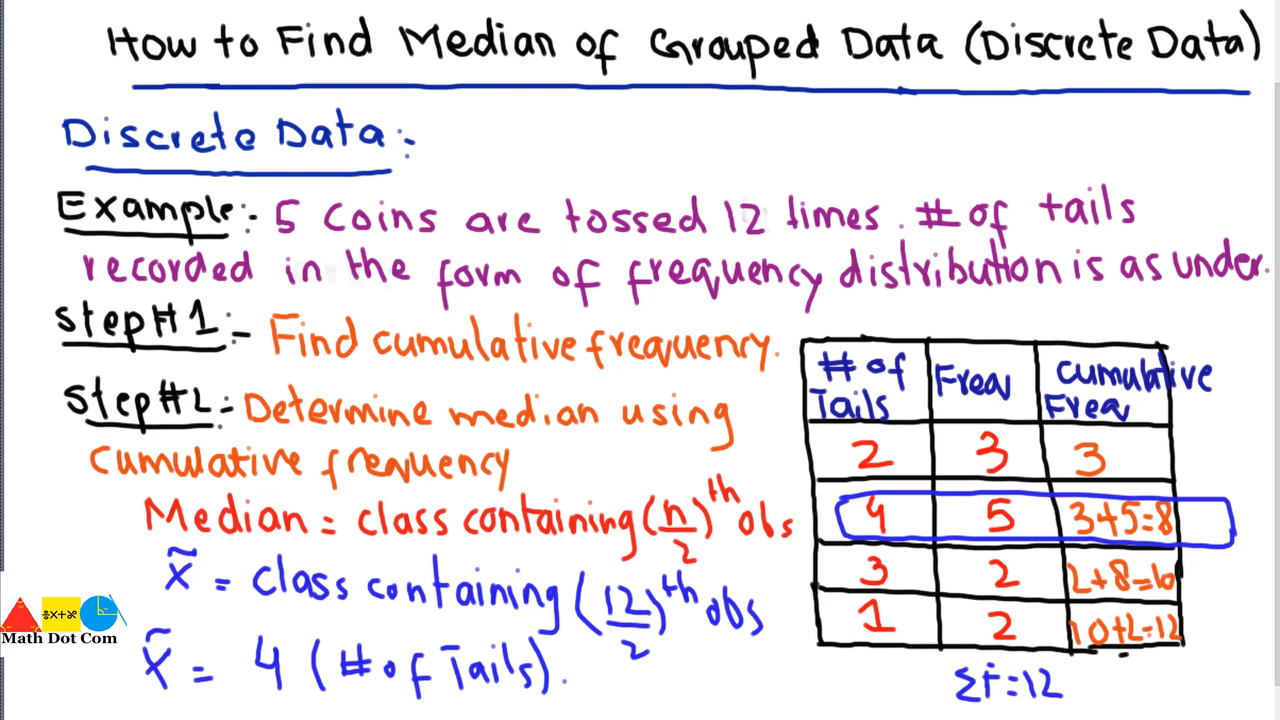 How to Find Median of Grouped Data (Discrete Data)
Discrete Data:-
Example:- 5 coins are tossed 12 times. # of tails
recorded in the form of frequency distribution is as under.
Step#1:- Find cumulative frequency.
Step#2:- Determine median using
cumulative frequency
Median = class containing (n/2)th obs
x̃ = class containing (12/2)th obs
x̃ = 4 (# of Tails).
# of Tails Freq Cumulative Freq
2 3 3
4 5 3+5=8
3 2 2+8=10
1 2 10+2=12
Σf=12
÷X+
Math Dot Com